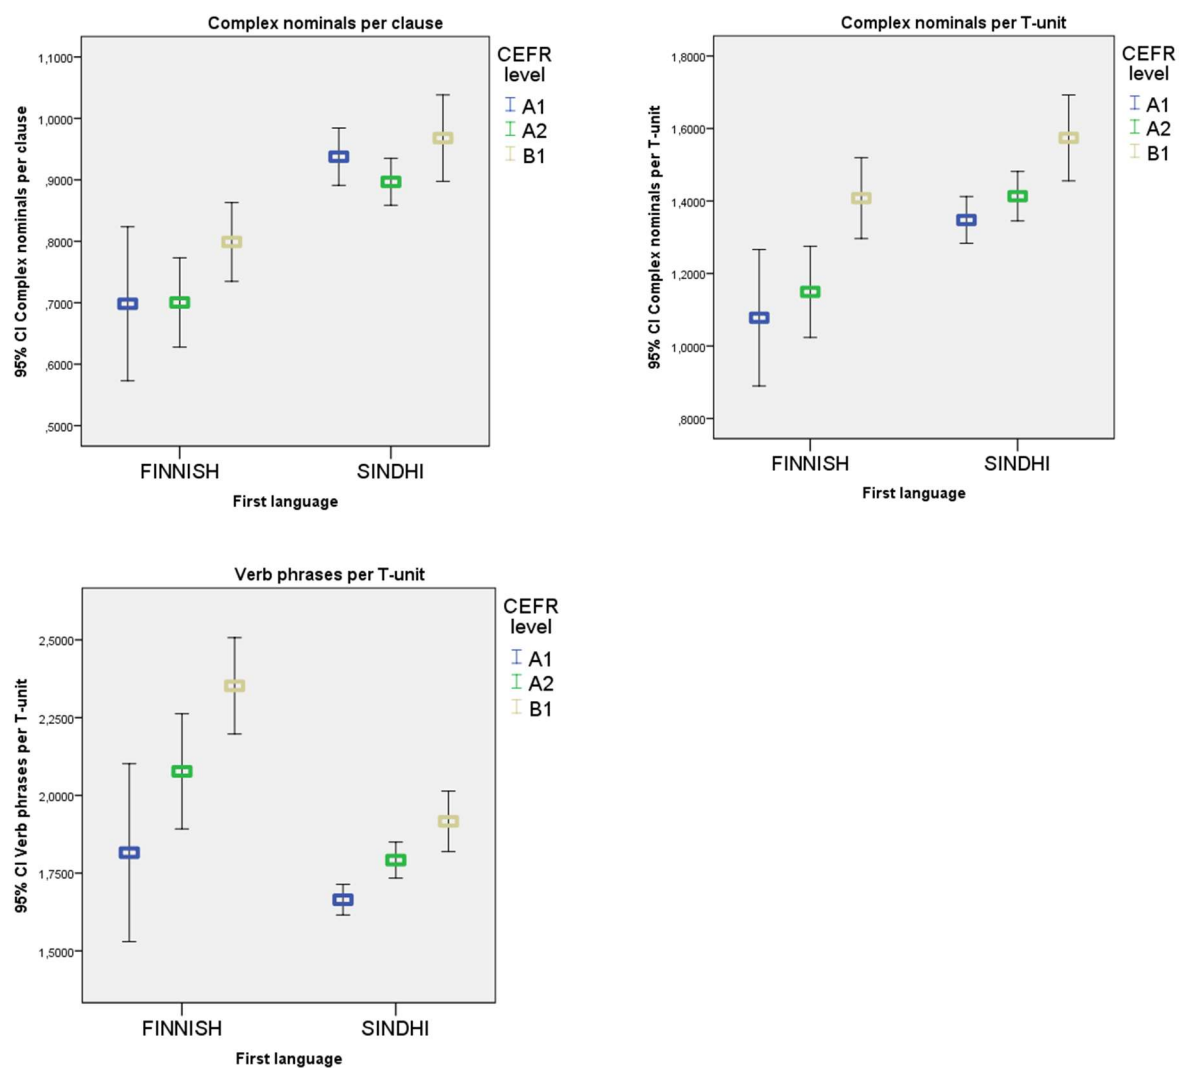 Complex nominals per clause
95% CI Complex nominals per clause
1,1000
1,0000
,9000
,8000
,7000
,6000
,5000
FINNISH
SINDHI
First language
CEFR
level
A1
A2
B1
Complex nominals per T-unit
95% CI Complex nominals per T-unit
1,8000
1,6000
1,4000
1,2000
1,0000
,8000
FINNISH
SINDHI
First language
CEFR
level
A1
A2
B1
Verb phrases per T-unit
95% CI Verb phrases per T-unit
2,5000
2,2500
2,0000
1,7500
1,5000
FINNISH
SINDHI
First language
CEFR
level
A1
A2
B1